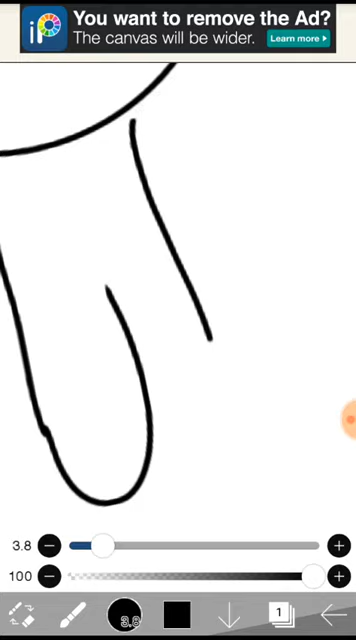 You want to remove the Ad?
The canvas will be wider.
Learn more
3.8
100
3.8
1